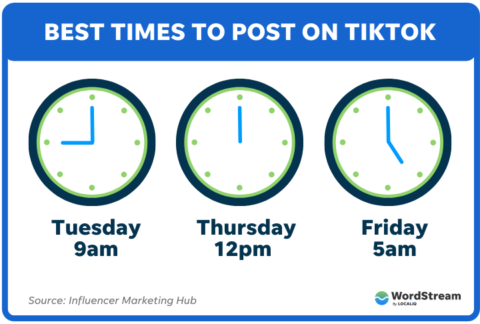 BEST TIMES TO POST ON TIKTOK
Tuesday
9am
Thursday
12pm
Friday
5am
Source: Influencer Marketing Hub
WordStream
By LOCALiQ